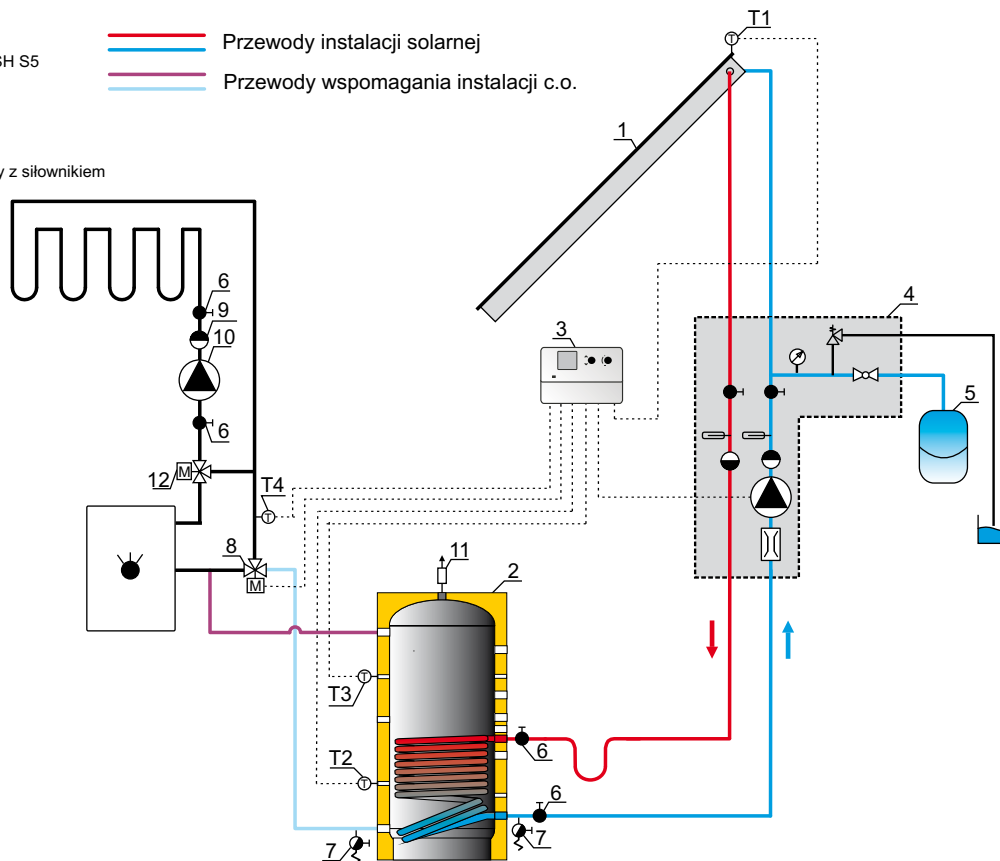 SH S5
Przewody instalacji solarnej
Przewody wspomagania instalacji c.o.
y z siłownikiem
T1
1
6
9
10
3
4
5
6
12
M
T4
T
8
M
11
2
T
T3
T
T2
T
6
6
7
7